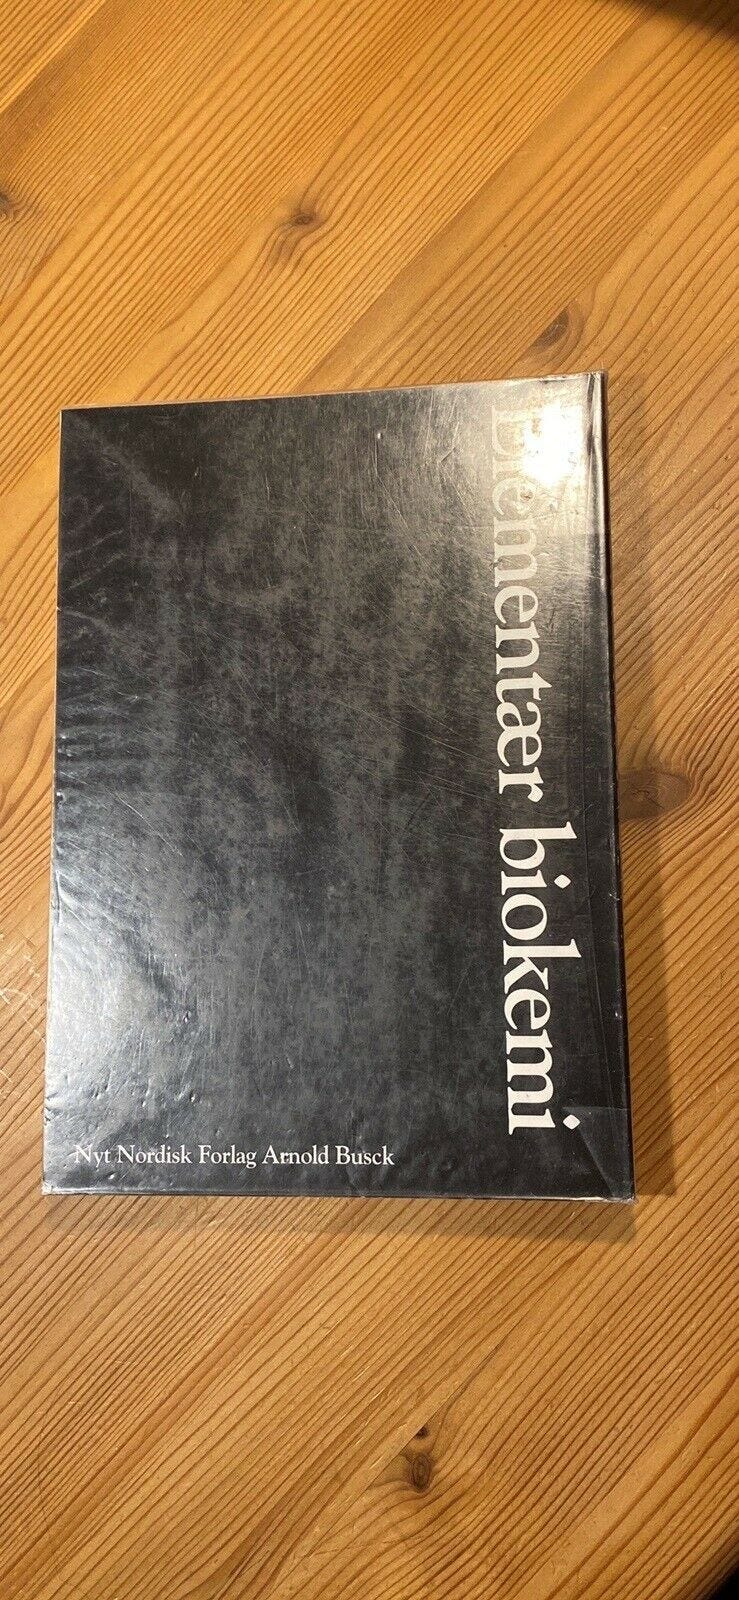 Elementær biokemi
Nyt Nordisk Forlag Arnold Busck